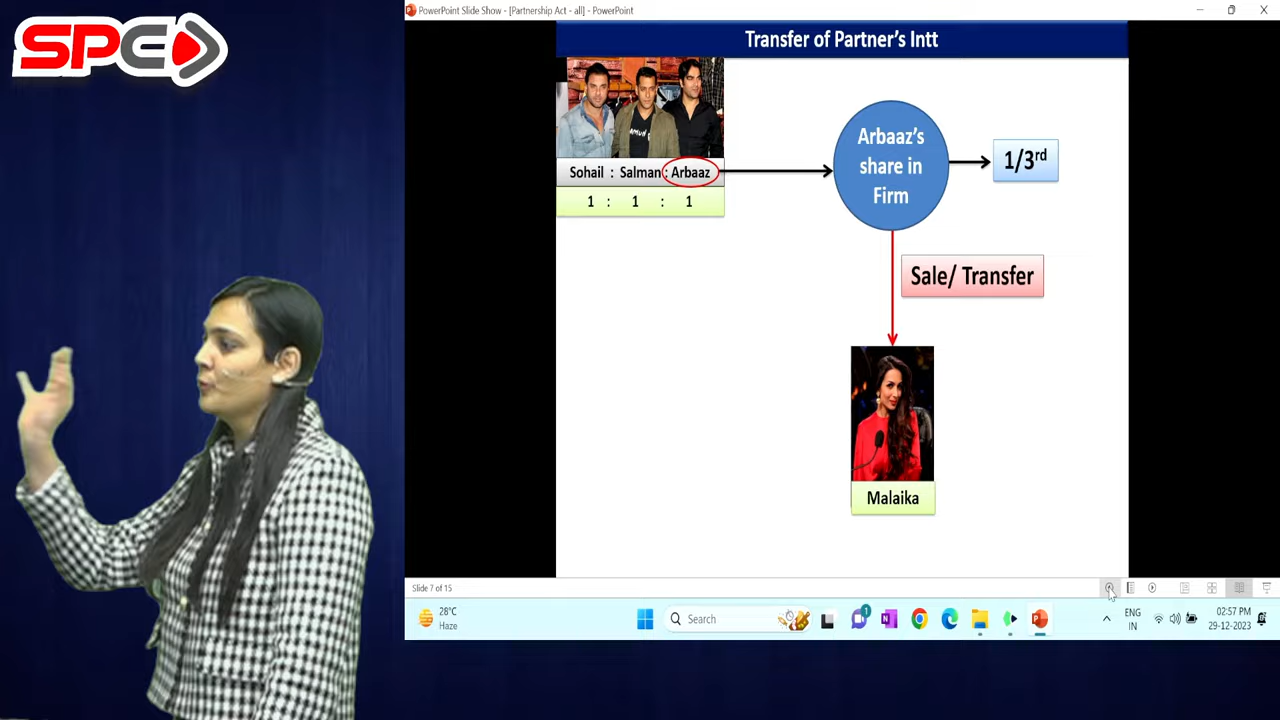 SPC
PowerPoint Slide Show - [Partnership Act - all] - PowerPoint
Transfer of Partner's Intt
Sohail : Salman : Arbaaz
1 : 1 : 1
Arbaaz's
share in
Firm
1/3rd
Sale/ Transfer
Malaika
Slide 7 of 15
28°C
Haze
Search
1
ENG
IN
02:57 PM
29-12-2023